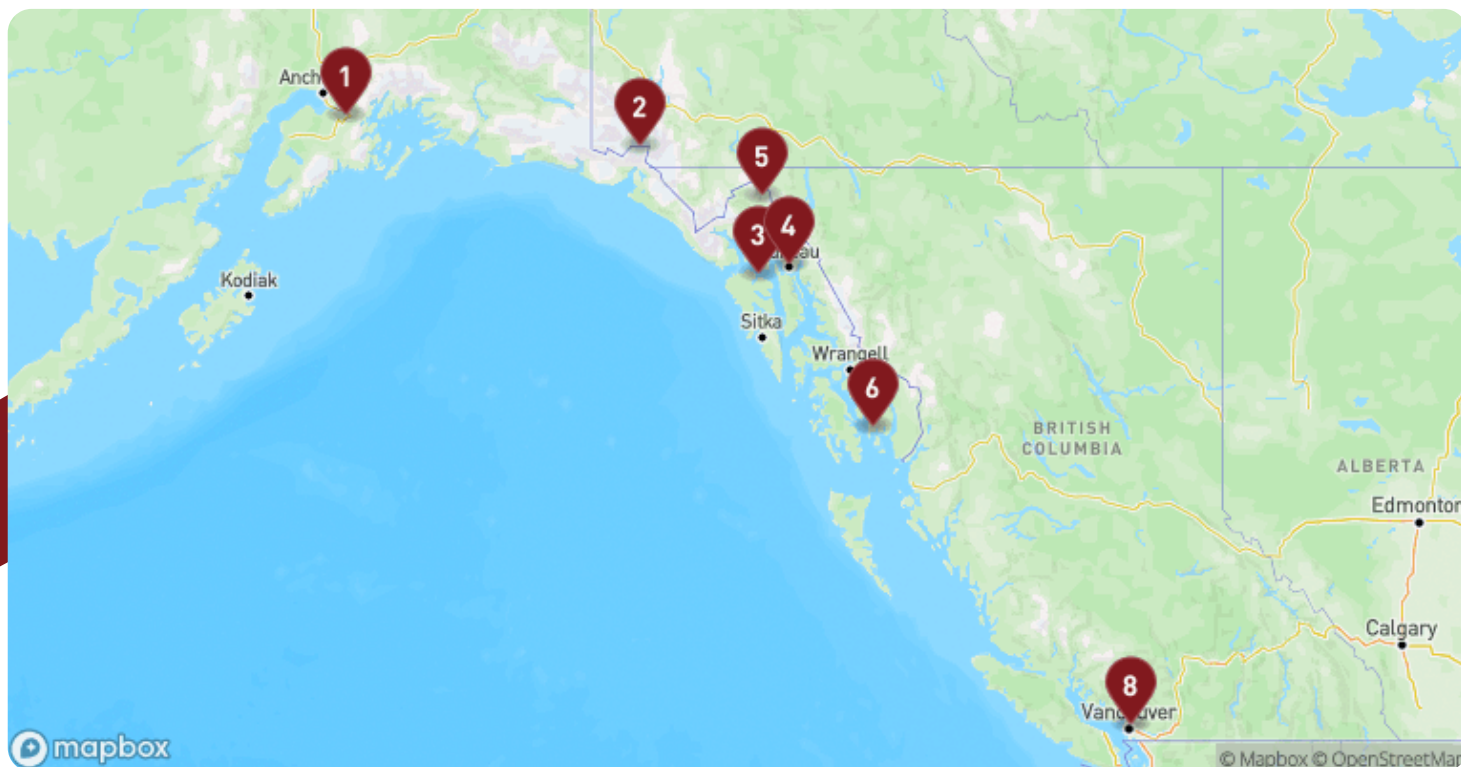 1
Anch
2
5
3
4
au
Kodiak
Sitka
Wrangell
6
BRITISH
COLUMBIA
ALBERTA
Edmonton
Calgary
8
Vancouver
mapbox
© Mapbox © OpenStreetMap